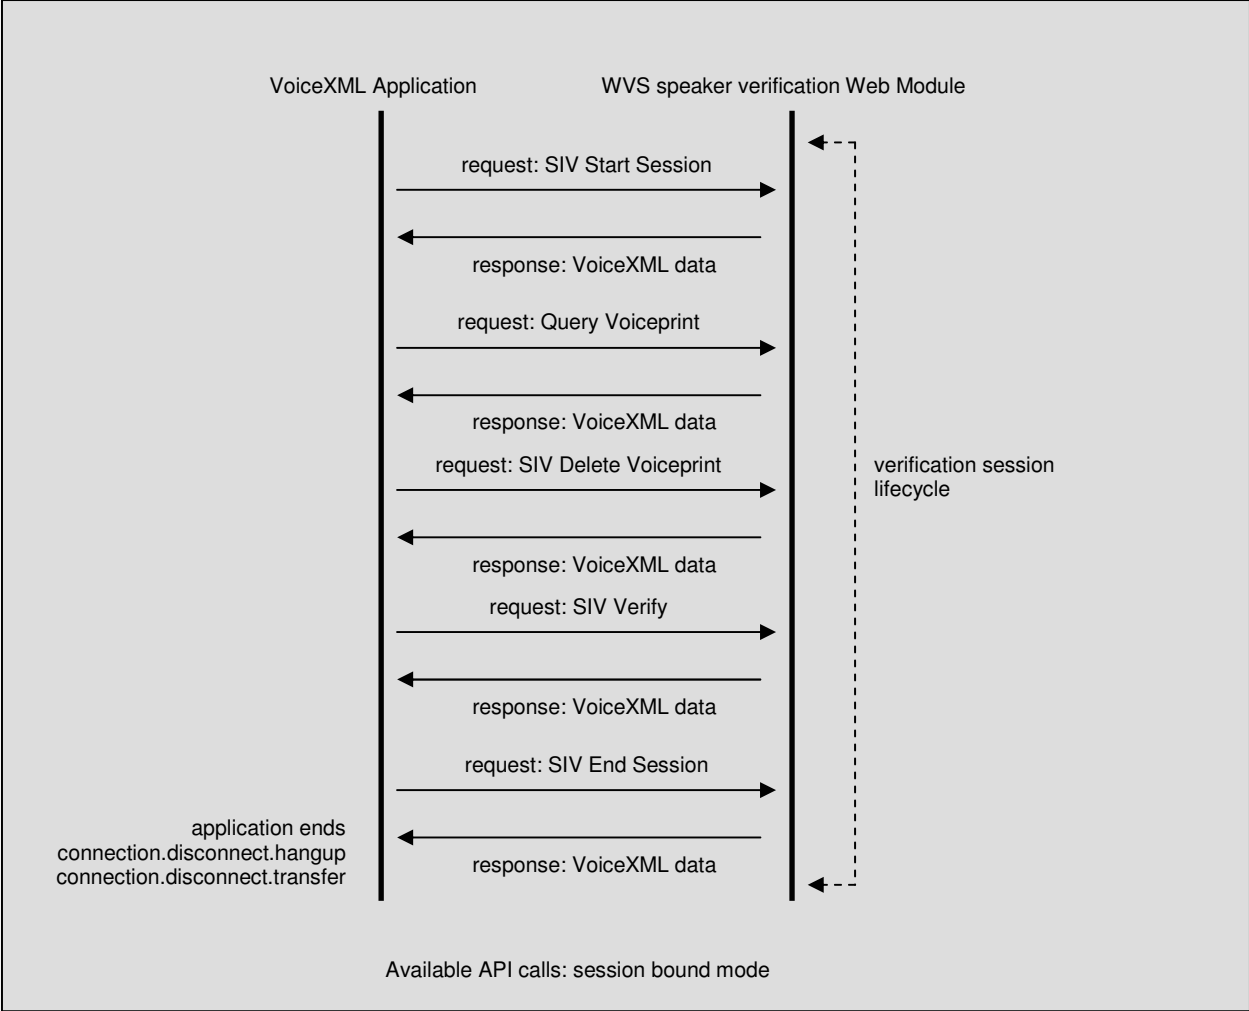 VoiceXML Application
WVS speaker verification Web Module
request: SIV Start Session
response: VoiceXML data
request: Query Voiceprint
response: VoiceXML data
request: SIV Delete Voiceprint
verification session
lifecycle
response: VoiceXML data
request: SIV Verify
response: VoiceXML data
request: SIV End Session
application ends
connection.disconnect.hangup
connection.disconnect.transfer
response: VoiceXML data
Available API calls: session bound mode